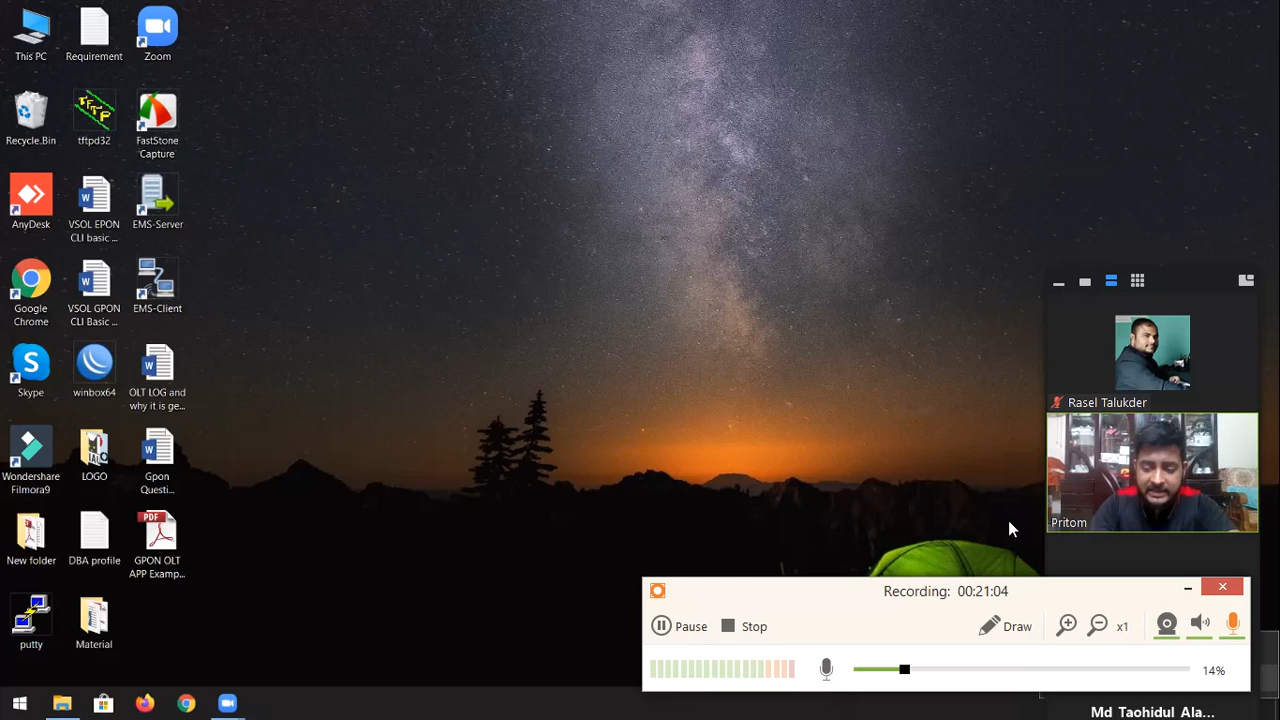 This PC
Requirement
Zoom
Recycle.Bin
tftpd32
FastStone
Capture
AnyDesk
VSOL EPON
CLI basic ...
EMS-Server
Google
Chrome
VSOL GPON
CLI Basic ...
EMS-Client
Skype
winbox64
OLT LOG and
why it is ge...
Wondershare
Filmora9
LOGO
Gpon
Questi...
New folder
DBA profile
PDF
GPON OLT
APP Examp...
putty
Material
TFTP
Rasel Talukder
Pritom
Recording: 00:21:04
Pause
Stop
Draw
x1
14%
Md Taohidul Ala...